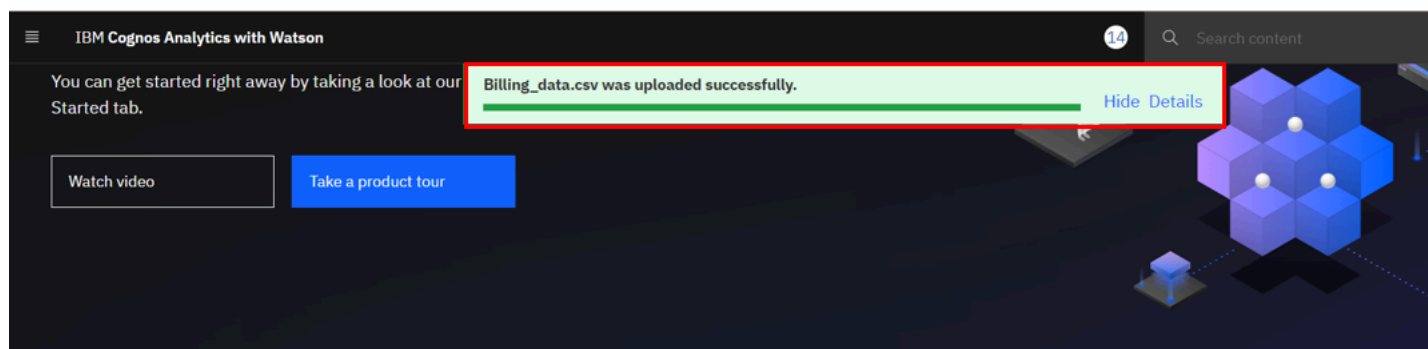 IBM Cognos Analytics with Watson
14
Search content
You can get started right away by taking a look at our
Started tab.
Billing_data.csv was uploaded successfully.
Hide Details
Watch video
Take a product tour